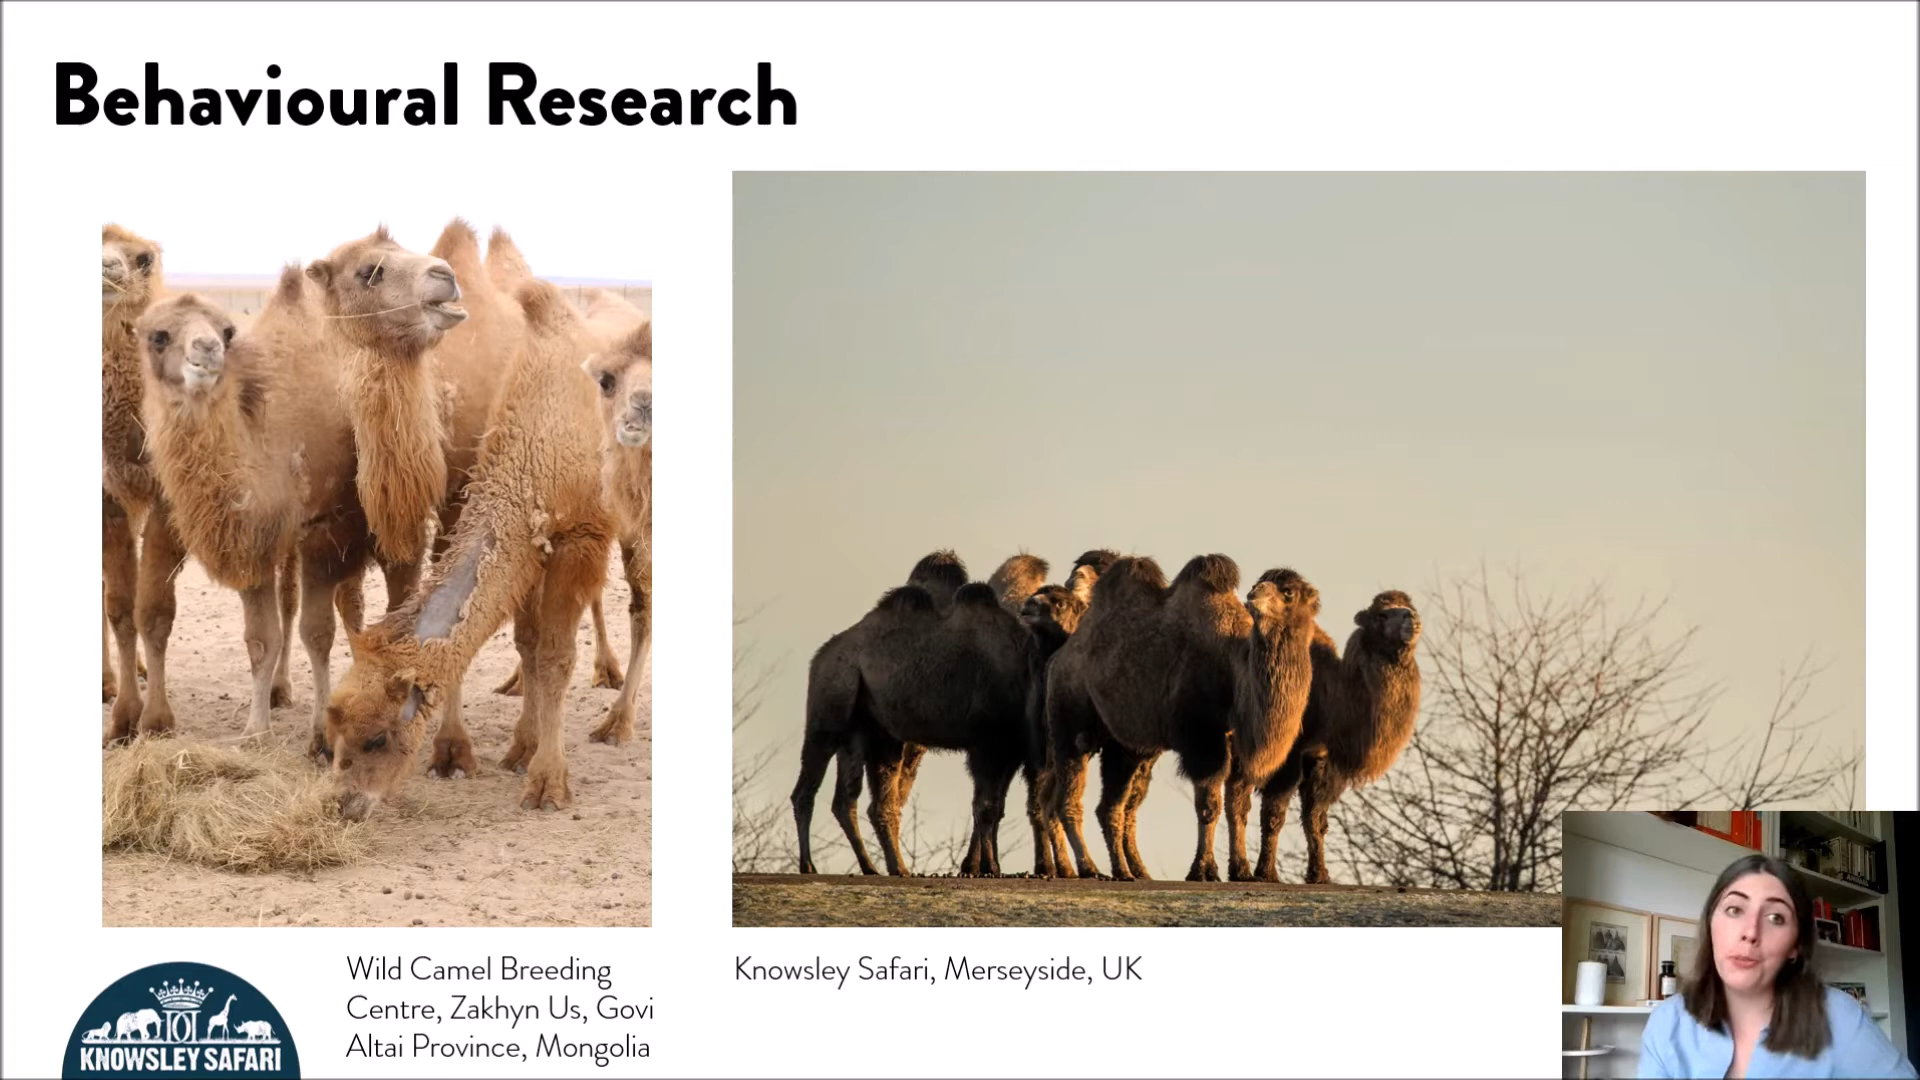 Behavioural Research
Wild Camel Breeding
Centre, Zakhyn Us, Govi
Altai Province, Mongolia
Knowsley Safari, Merseyside, UK
KNOWSLEY SAFARI